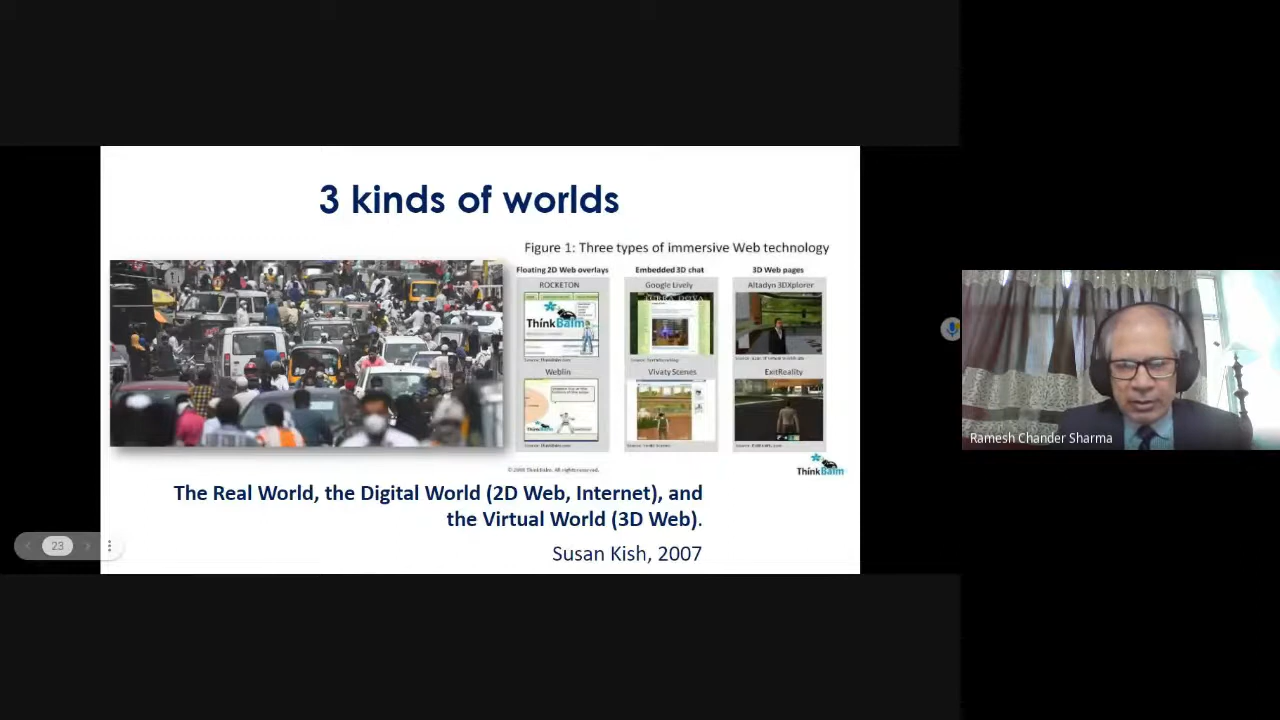 3 kinds of worlds
Figure 1: Three types of immersive Web technology
Floating 2D Web overlays
Embedded 3D chat
3D Web pages
ROCKETON
Google Lively
Altadyn 3DXplorer
ThinkBalm
Weblin
Vivaty Scenes
ExitReality
ThinkBalm
The Real World, the Digital World (2D Web, Internet), and
the Virtual World (3D Web).
Susan Kish, 2007
23
Ramesh Chander Sharma